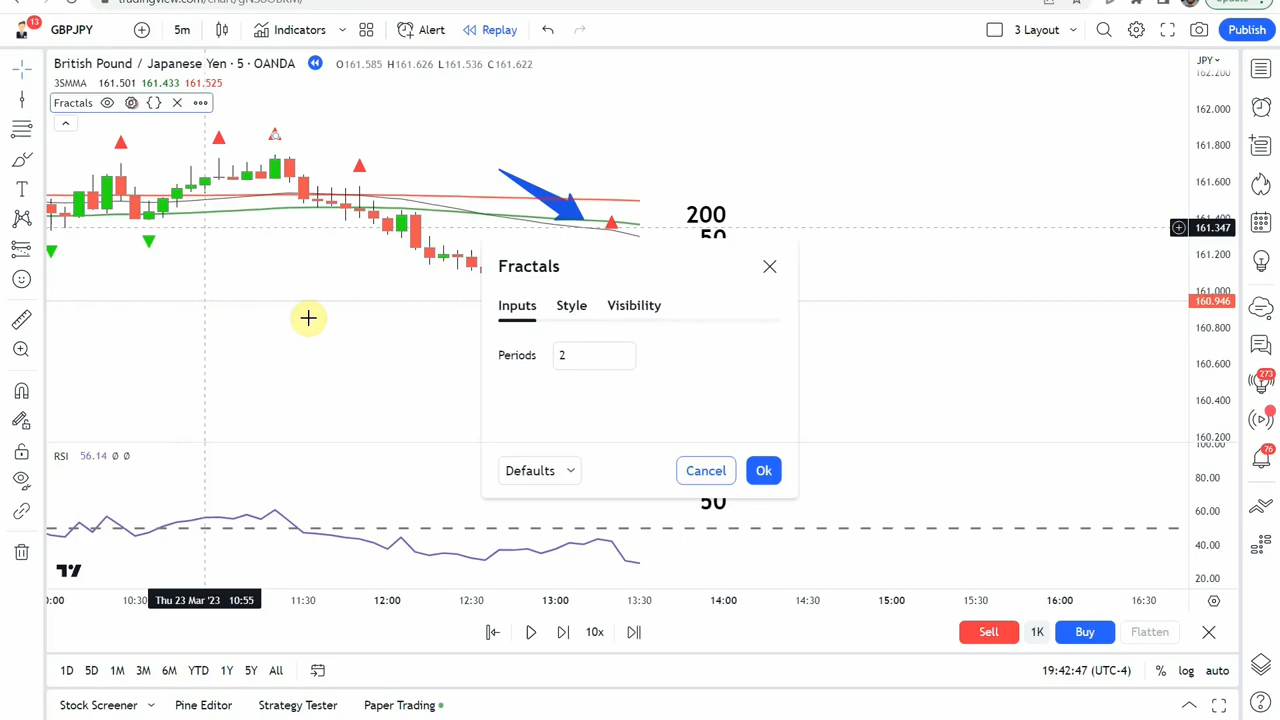 13
GBPJPY
5m
Indicators
Alert
Replay
3 Layout
Publish
British Pound / Japanese Yen · 5 · OANDA
O161.585 H161.626 L161.536 C161.622
JPY
3SMMA 161.501 161.433 161.525
Fractals
162.200
162.000
161.800
161.600
161.400
161.347
161.200
161.000
160.946
160.800
160.600
160.400
160.200
200
50
Fractals
Inputs Style Visibility
Periods 2
Defaults
Cancel
Ok
50
RSI 56.14 Ø Ø
100.00
80.00
60.00
40.00
20.00
273
76
10:30
Thu 23 Mar '23 10:55
11:30 12:00 12:30 13:00 13:30 14:00 14:30 15:00 15:30 16:00 16:30
10x
Sell 1K Buy Flatten
1D 5D 1M 3M 6M YTD 1Y 5Y All
19:42:47 (UTC-4) % log auto
Stock Screener Pine Editor Strategy Tester Paper Trading